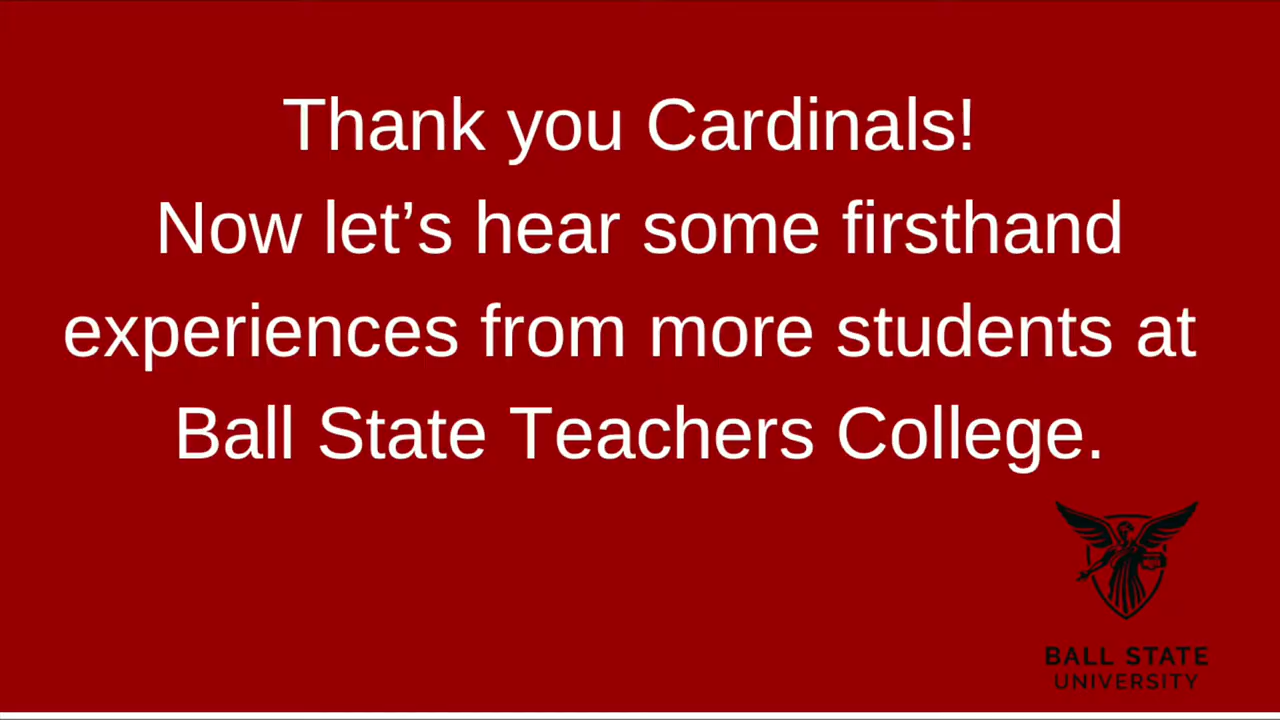 Thank you Cardinals!
Now let’s hear some firsthand
experiences from more students at
Ball State Teachers College.
BALL STATE
UNIVERSITY